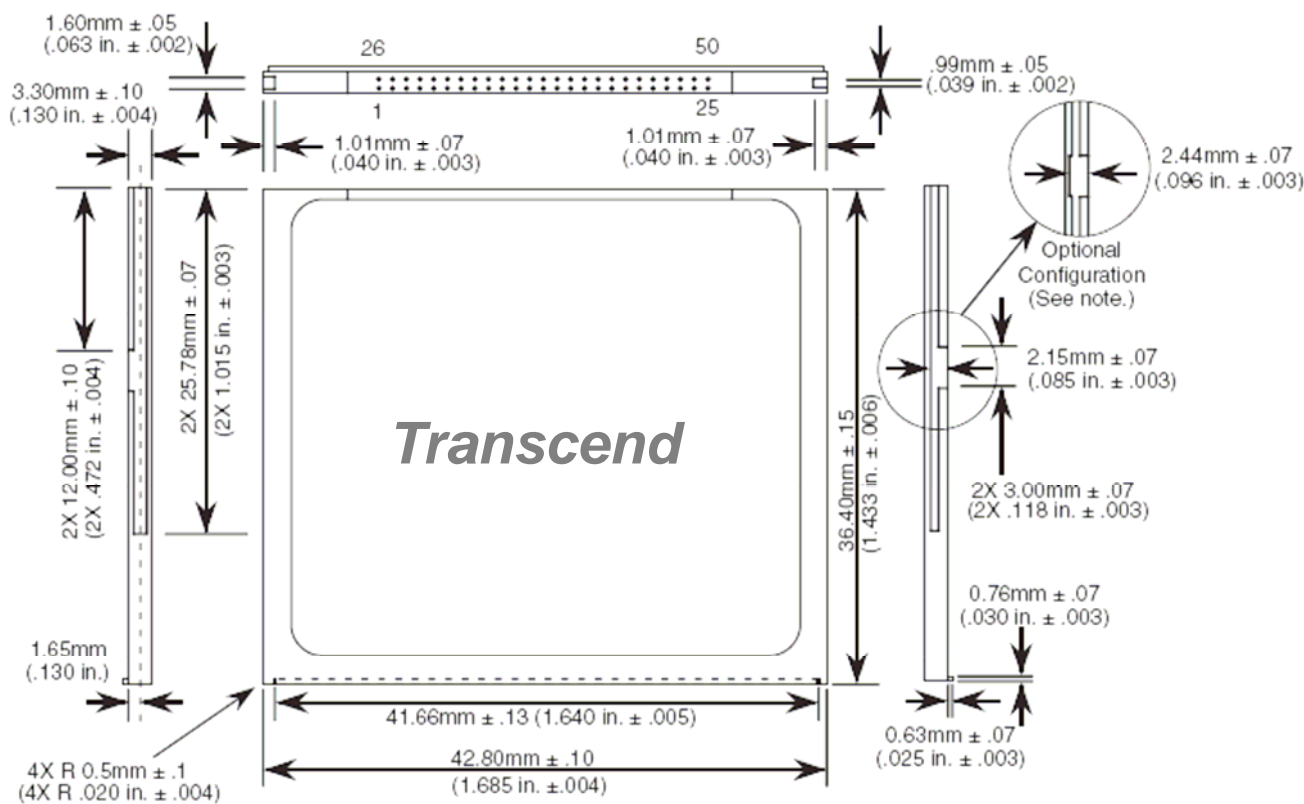 1.60mm ± .05
(.063 in. ± .002)
26
50
.99mm ± .05
(.039 in. ± .002)
3.30mm ± .10
(.130 in. ± .004)
1
25
1.01mm ± .07
(.040 in. ± .003)
1.01mm ± .07
(.040 in. ± .003)
2.44mm ± .07
(.096 in. ± .003)
Optional
Configuration
(See note.)
2X 12.00mm ± .10
(2X .472 in. ± .004)
2X 25.78mm ± .07
(2X 1.015 in. ± .003)
Transcend
36.40mm ± .15
(1.433 in. ± .006)
2.15mm ± .07
(.085 in. ± .003)
2X 3.00mm ± .07
(2X .118 in. ± .003)
0.76mm ± .07
(.030 in. ± .003)
1.65mm
(.130 in.)
41.66mm ± .13 (1.640 in. ± .005)
0.63mm ± .07
(.025 in. ± .003)
42.80mm ± .10
(1.685 in. ±.004)
4X R 0.5mm ± .1
(4X R .020 in. ± .004)